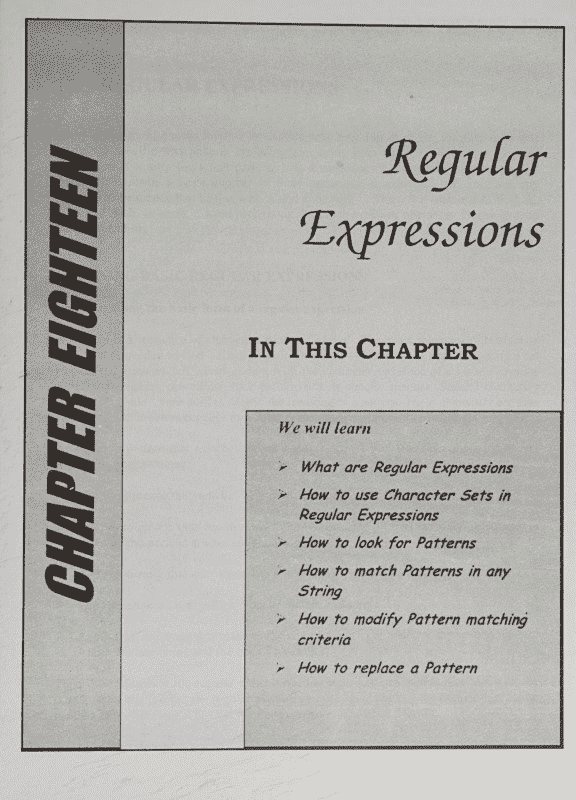 CHAPTER EIGHTEEN
Regular
Expressions
IN THIS CHAPTER
We will learn
➢ What are Regular Expressions
➢ How to use Character Sets in
Regular Expressions
➢ How to look for Patterns
➢ How to match Patterns in any
String
➢ How to modify Pattern matching
criteria
➢ How to replace a Pattern